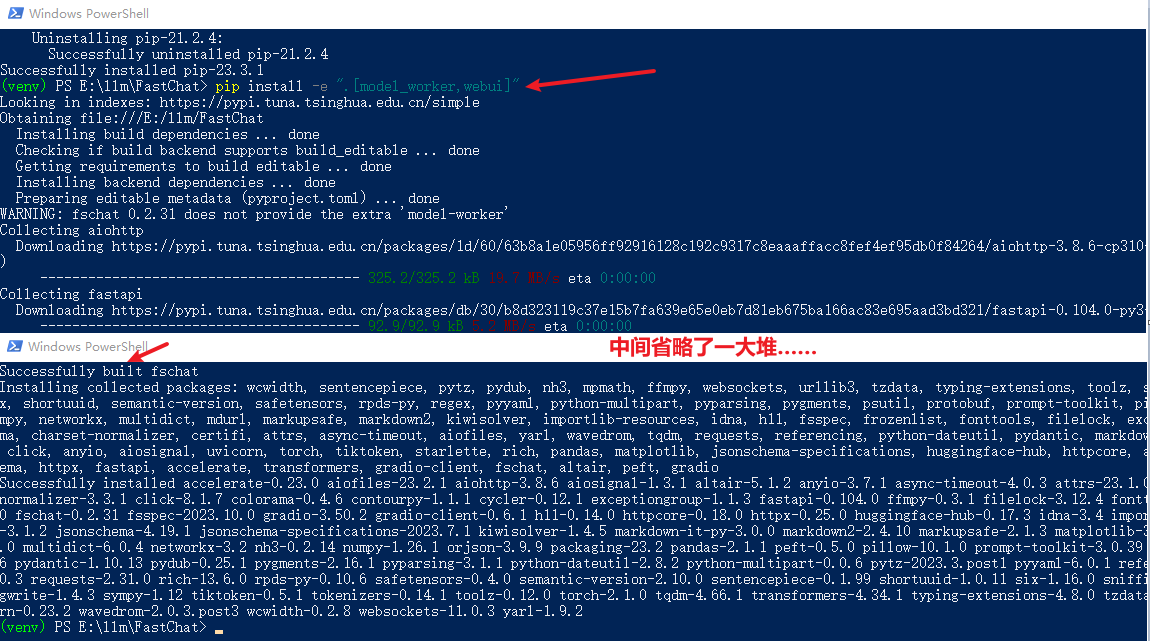 Windows PowerShell
Uninstalling pip-21.2.4:
Successfully uninstalled pip-21.2.4
Successfully installed pip-23.3.1
(venv) PS E:\llm\FastChat> pip install -e ".[model_worker,webui]"
Looking in indexes: https://pypi.tuna.tsinghua.edu.cn/simple
Obtaining file:///E:/llm/FastChat
Installing build dependencies ... done
Checking if build backend supports build_editable ... done
Getting requirements to build editable ... done
Installing backend dependencies ... done
Preparing editable metadata (pyproject.toml) ... done
WARNING: fschat 0.2.31 does not provide the extra 'model-worker'
Collecting aiohttp
Downloading https://pypi.tuna.tsinghua.edu.cn/packages/1d/60/63b8a1e05956ff92916128c192c9317c8eaaaffacc8fef4ef95db0f84264/aiohttp-3.8.6-cp310-
)
---------------------------------------- 325.2/325.2 kB eta 0:00:00
Collecting fastapi
Downloading https://pypi.tuna.tsinghua.edu.cn/packages/db/30/b8d323119c37e15b7fa639e65e0eb7d81eb675ba166ac83e695aad3bd321/fastapi-0.104.0-py3-
---------------------------------------- 92.9/92.9 kB eta 0:00:00
Windows PowerShell
中间省略了一大堆......
Successfully built fschat
Installing collected packages: wcwidth, sentencepiece, pytz, pydub, nh3, mpmath, ffmpy, websockets, urllib3, tzdata, typing-extensions, toolz, s
x, shortuuid, semantic-version, safetensors, rpds-py, regex, pyyaml, python-multipart, pyparsing, pygments, psutil, protobuf, prompt-toolkit, pi
mpy, networkx, multidict, mdurl, markupsafe, markdown2, kiwisolver, importlib-resources, idna, h11, fsspec, frozenlist, fonttools, filelock, exc
ma, charset-normalizer, certifi, attrs, async-timeout, aiofiles, yarl, wavedrom, tqdm, requests, referencing, python-dateutil, pydantic, markdow
click, anyio, aiosignal, uvicorn, torch, tiktoken, starlette, rich, pandas, matplotlib, jsonschema-specifications, huggingface-hub, httpcore, a
ema, httpx, fastapi, accelerate, transformers, gradio-client, fschat, altair, peft, gradio
Successfully installed accelerate-0.23.0 aiofiles-23.2.1 aiohttp-3.8.6 aiosignal-1.3.1 altair-5.1.2 anyio-3.7.1 async-timeout-4.0.3 attrs-23.1.0
normalizer-3.3.1 click-8.1.7 colorama-0.4.6 contourpy-1.1.1 cycler-0.12.1 exceptiongroup-1.1.3 fastapi-0.104.0 ffmpy-0.3.1 filelock-3.12.4 fontt
0 fschat-0.2.31 fsspec-2023.10.0 gradio-3.50.2 gradio-client-0.6.1 h11-0.14.0 httpcore-0.18.0 httpx-0.25.0 huggingface-hub-0.17.3 idna-3.4 impor
-3.1.2 jsonschema-4.19.1 jsonschema-specifications-2023.7.1 kiwisolver-1.4.5 markdown-it-py-3.0.0 markdown2-2.4.10 markupsafe-2.1.3 matplotlib-3
.0 multidict-6.0.4 networkx-3.2 nh3-0.2.14 numpy-1.26.1 orjson-3.9.9 packaging-23.2 pandas-2.1.1 peft-0.5.0 pillow-10.1.0 prompt-toolkit-3.0.39
6 pydantic-1.10.13 pydub-0.25.1 pygments-2.16.1 pyparsing-3.1.1 python-dateutil-2.8.2 python-multipart-0.0.6 pytz-2023.3.post1 pyyaml-6.0.1 refe
0.3 requests-2.31.0 rich-13.6.0 rpds-py-0.10.6 safetensors-0.4.0 semantic-version-2.10.0 sentencepiece-0.1.99 shortuuid-1.0.11 six-1.16.0 sniffi
gwrite-1.4.3 sympy-1.12 tiktoken-0.5.1 tokenizers-0.14.1 toolz-0.12.0 torch-2.1.0 tqdm-4.66.1 transformers-4.34.1 typing-extensions-4.8.0 tzdata
rn-0.23.2 wavedrom-2.0.3.post3 wcwidth-0.2.8 websockets-11.0.3 yarl-1.9.2
(venv) PS E:\llm\FastChat>